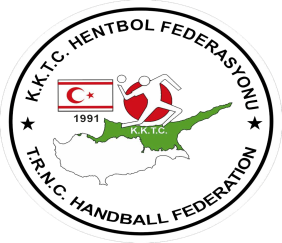 K.K.T.C. HENTBOL FEDERASYONU
1991
K.K.T.C.
T.R.N.C. HANDBALL FEDERATION